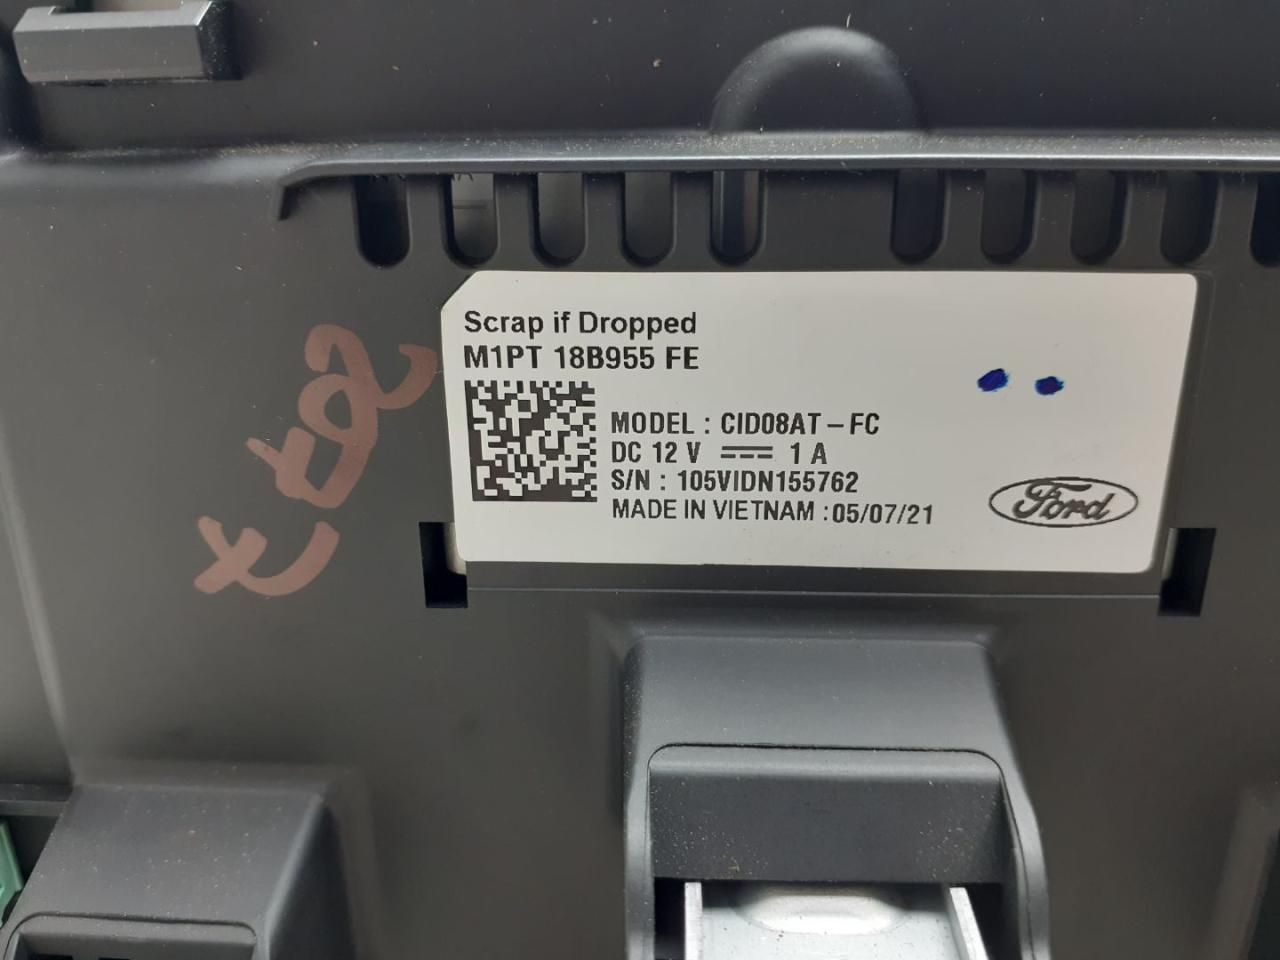 Scrap if Dropped
M1PT 18B955 FE
MODEL : CID08AT-FC
DC 12 V ⎓ 1 A
S/N : 105VIDN155762
MADE IN VIETNAM : 05/07/21
Ford